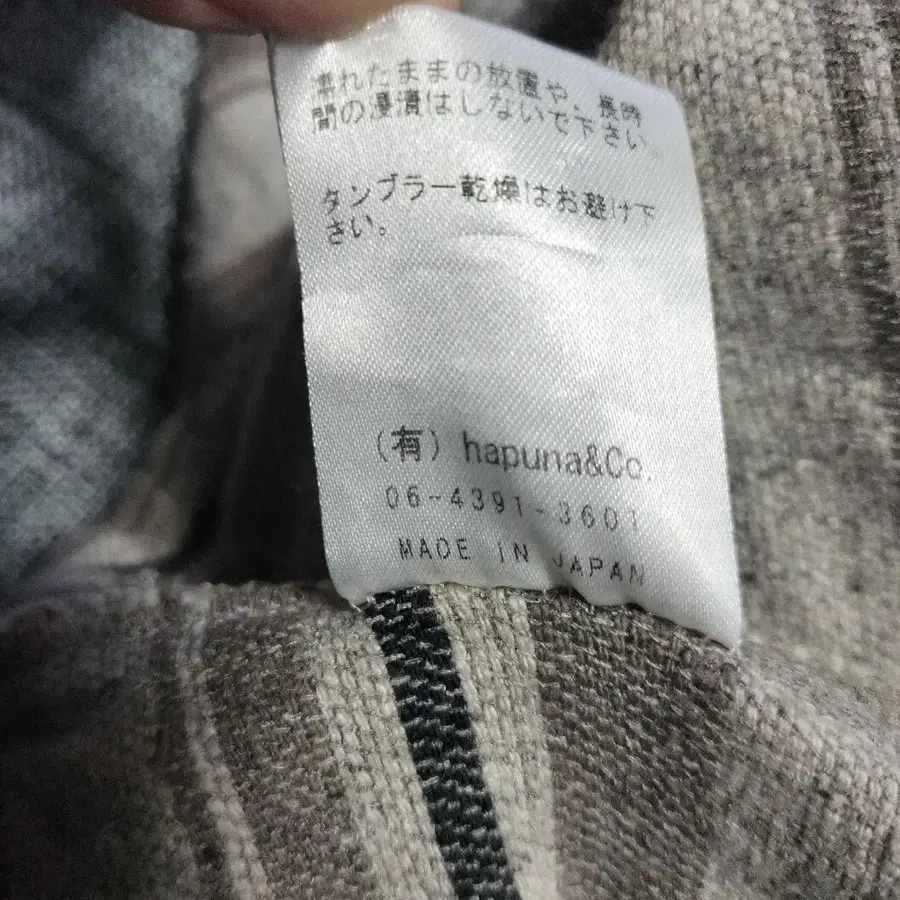 濡れたままの放置や、長時
間の浸漬はしないで下さい。
タンブラー乾燥はお避け下
さい。
(有) hapuna&Co.
06-4391-3601
MADE IN JAPAN